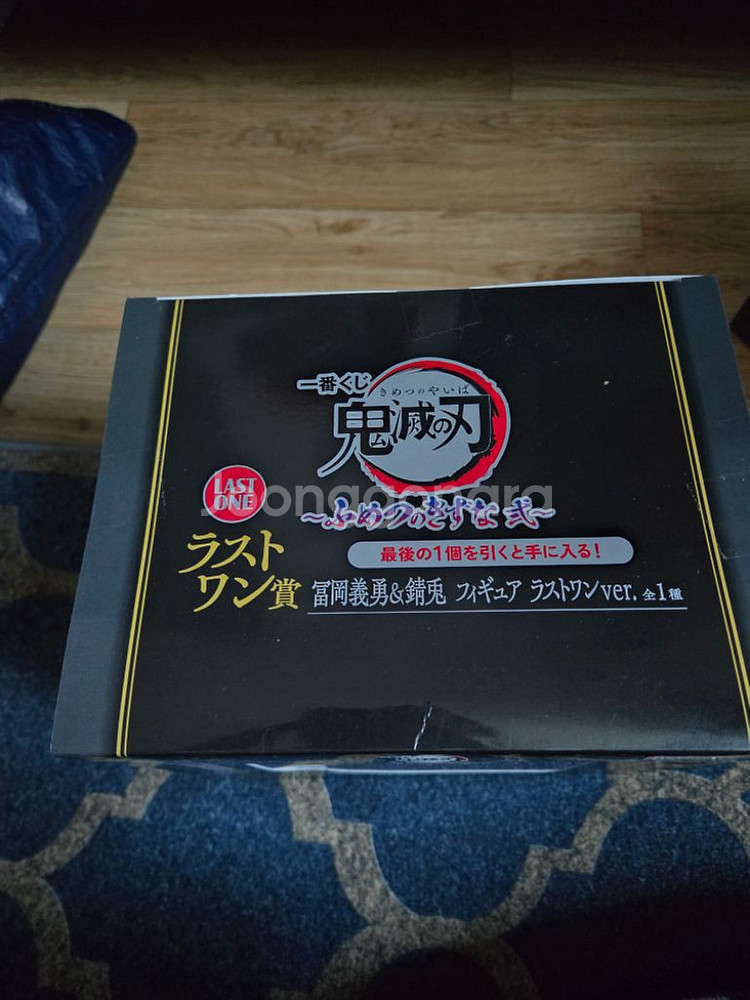 一番くじ
きめつのやいば
鬼滅の刃
～ふめつのきずな 弐～
Joonggonara
LAST
ONE
ラスト
ワン賞
最後の1個を引くと手に入る!
冨岡義勇&錆兎 フィギュア ラストワンver. 全1種